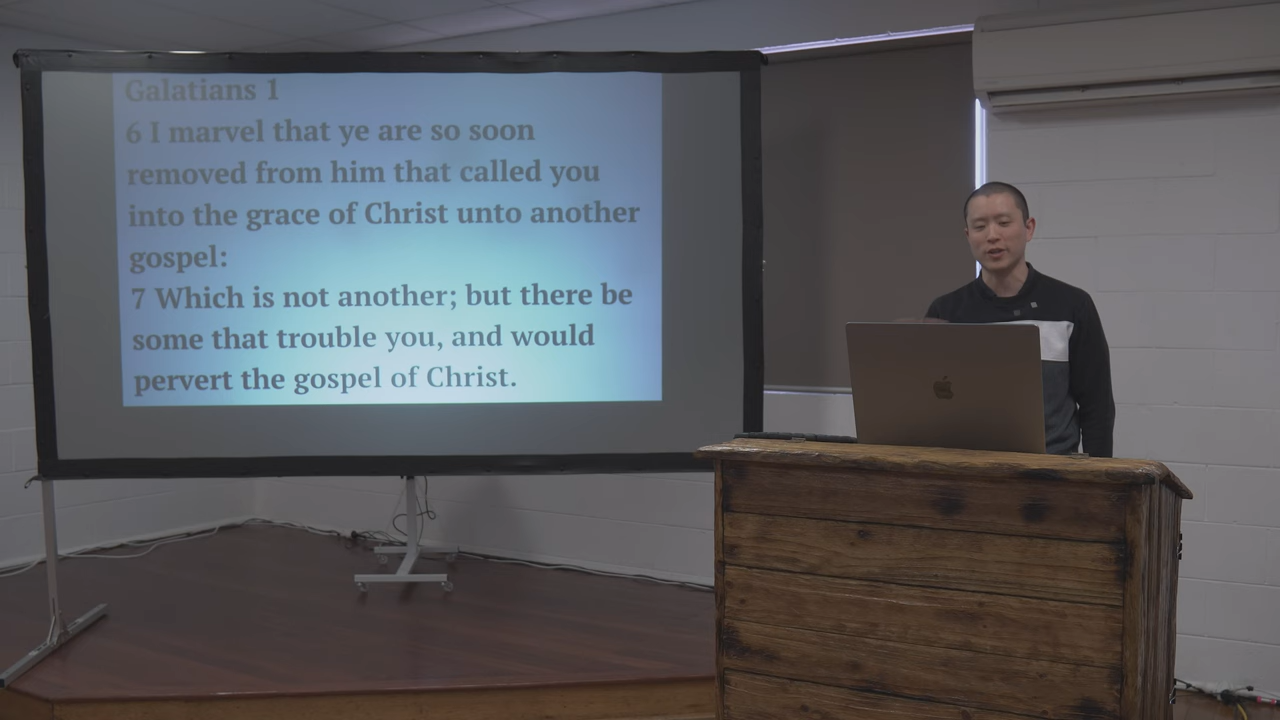 Galatians 1
6 I marvel that ye are so soon
removed from him that called you
into the grace of Christ unto another
gospel:
7 Which is not another; but there be
some that trouble you, and would
pervert the gospel of Christ.